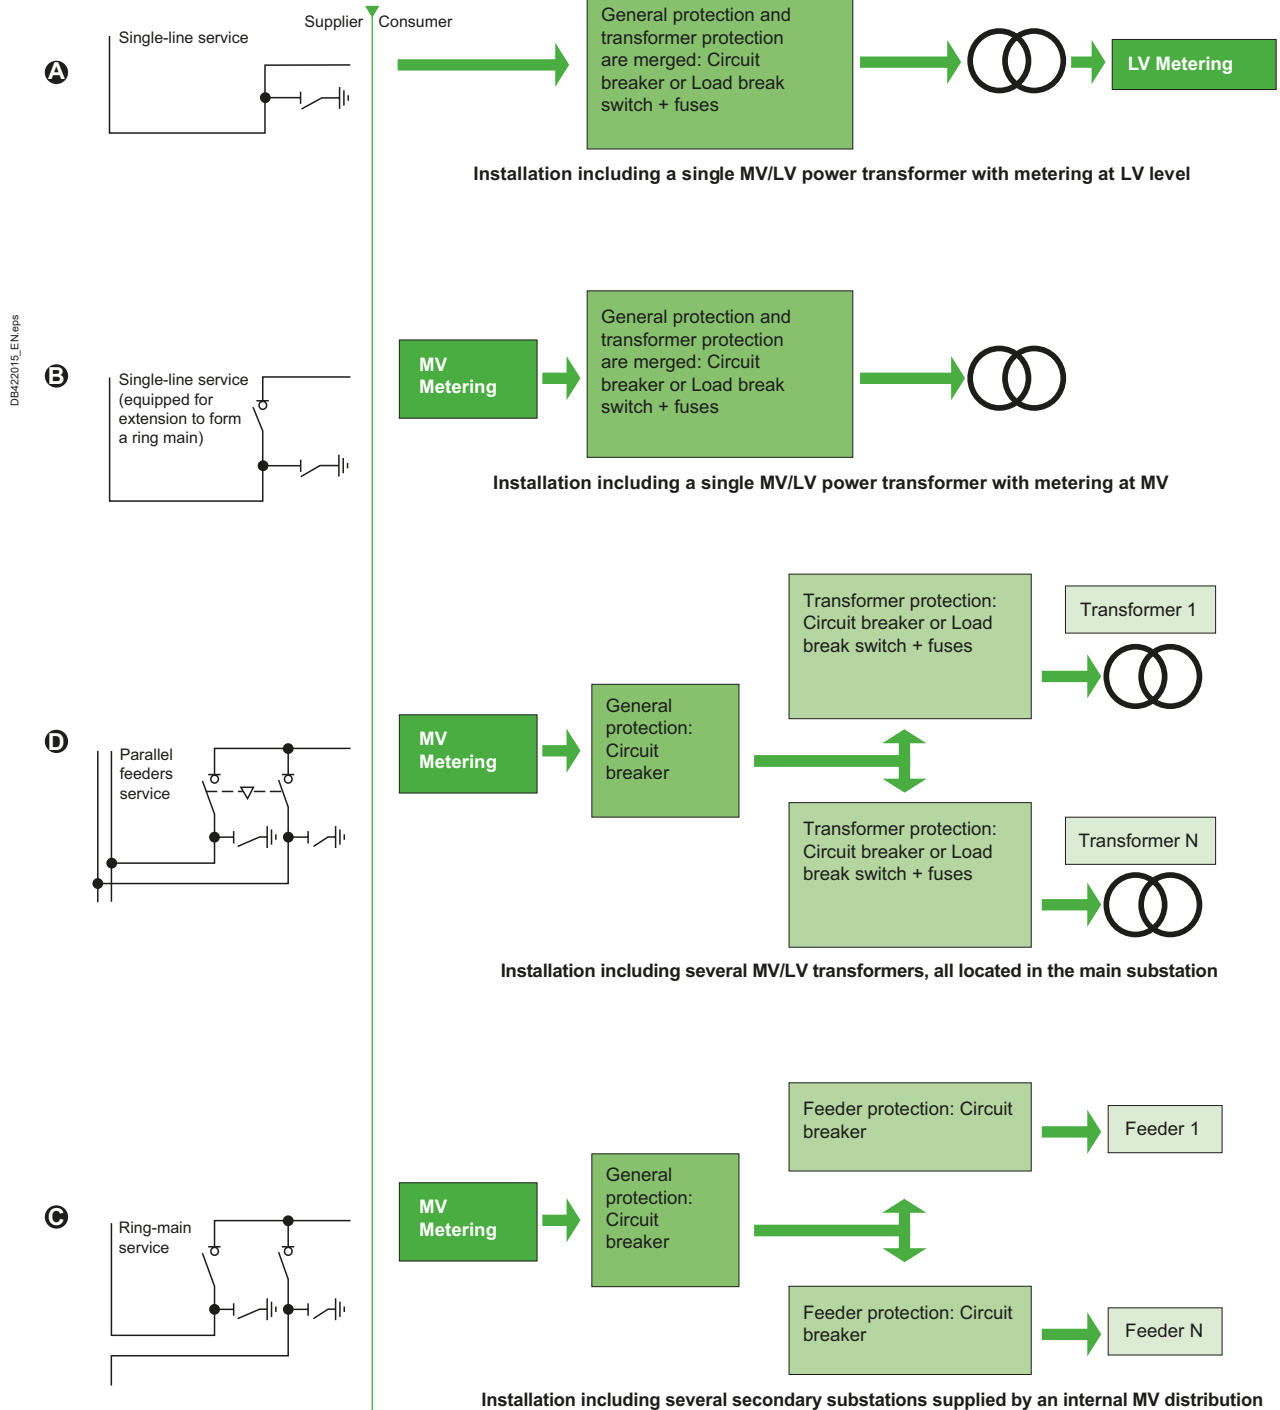 Supplier
Consumer
A
Single-line service
General protection and
transformer protection
are merged: Circuit
breaker or Load break
switch + fuses
LV Metering
Installation including a single MV/LV power transformer with metering at LV level
DB422015_EN.eps
B
Single-line service
(equipped for
extension to form
a ring main)
MV
Metering
General protection and
transformer protection
are merged: Circuit
breaker or Load break
switch + fuses
Installation including a single MV/LV power transformer with metering at MV
D
Parallel
feeders
service
MV
Metering
General
protection:
Circuit
breaker
Transformer protection:
Circuit breaker or Load
break switch + fuses
Transformer 1
Transformer protection:
Circuit breaker or Load
break switch + fuses
Transformer N
Installation including several MV/LV transformers, all located in the main substation
C
Ring-main
service
MV
Metering
General
protection:
Circuit
breaker
Feeder protection: Circuit
breaker
Feeder 1
Feeder protection: Circuit
breaker
Feeder N
Installation including several secondary substations supplied by an internal MV distribution